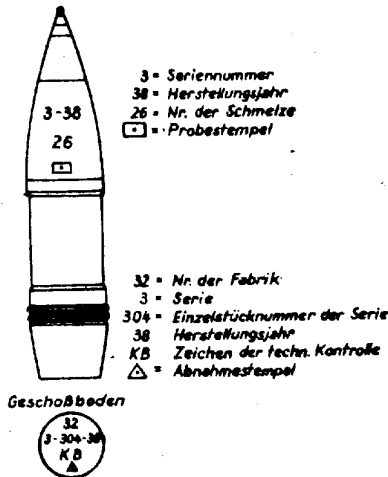 3-38
26
3 = Seriennummer
38 = Herstellungsjahr
26 = Nr. der Schmelze
= Probestempel
32 = Nr. der Fabrik
3 = Serie
304 = Einzelstücknummer der Serie
38 Herstellungsjahr
KB Zeichen der techn. Kontrolle
= Abnahmestempel
Geschoßboden
32
3-304-38
KB